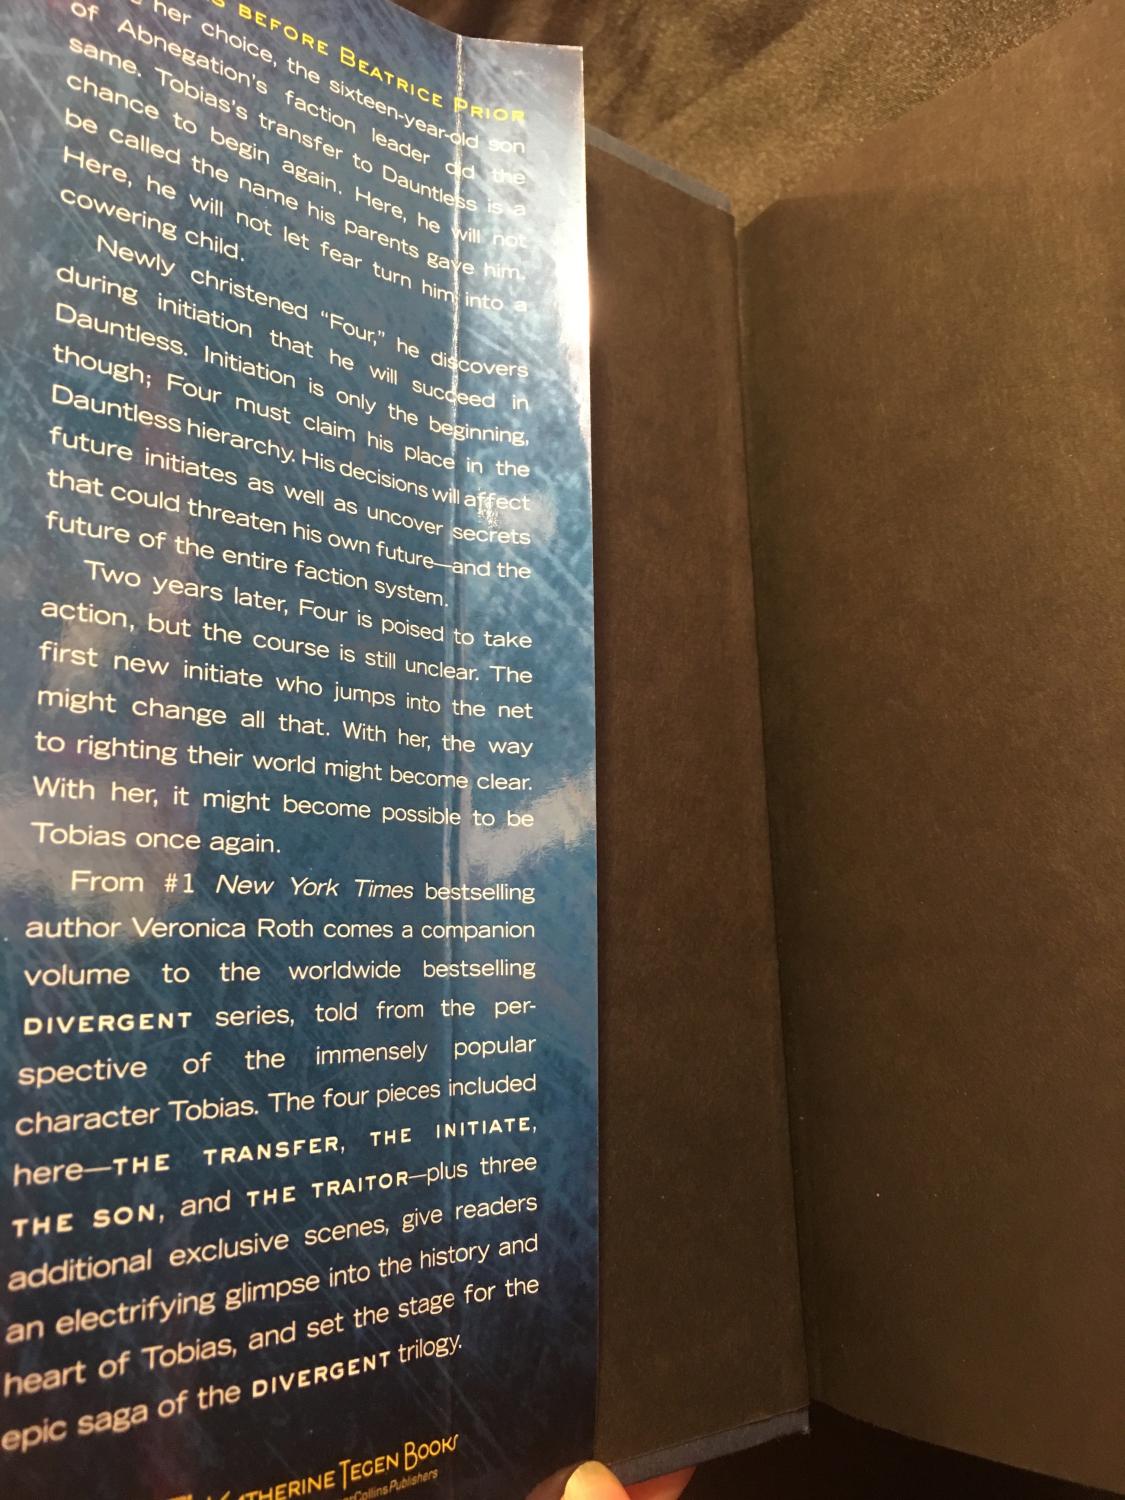 BEFORE BEATRICE PRIOR
her choice, the sixteen-year-old son
of Abnegation's faction leader did the
same. Tobias's transfer to Dauntless is a
chance to begin again. Here, he will not
be called the name his parents gave him.
Here, he will not let fear turn him into a
cowering child.
Newly christened “Four,” he discovers
during initiation that he will succeed in
Dauntless. Initiation is only the beginning,
though; Four must claim his place in the
Dauntless hierarchy. His decisions will affect
future initiates as well as uncover secrets
that could threaten his own future—and the
future of the entire faction system.
Two years later, Four is poised to take
action, but the course is still unclear. The
first new initiate who jumps into the net
might change all that. With her, the way
to righting their world might become clear.
With her, it might become possible to be
Tobias once again.
From #1 New York Times bestselling
author Veronica Roth comes a companion
volume to the worldwide bestselling
DIVERGENT series, told from the per-
spective of the immensely popular
character Tobias. The four pieces included
here—THE TRANSFER, THE INITIATE,
THE SON, and THE TRAITOR—plus three
additional exclusive scenes, give readers
an electrifying glimpse into the history and
heart of Tobias, and set the stage for the
epic saga of the DIVERGENT trilogy.
KATHERINE TEGEN BOOKS
Collins Publishers